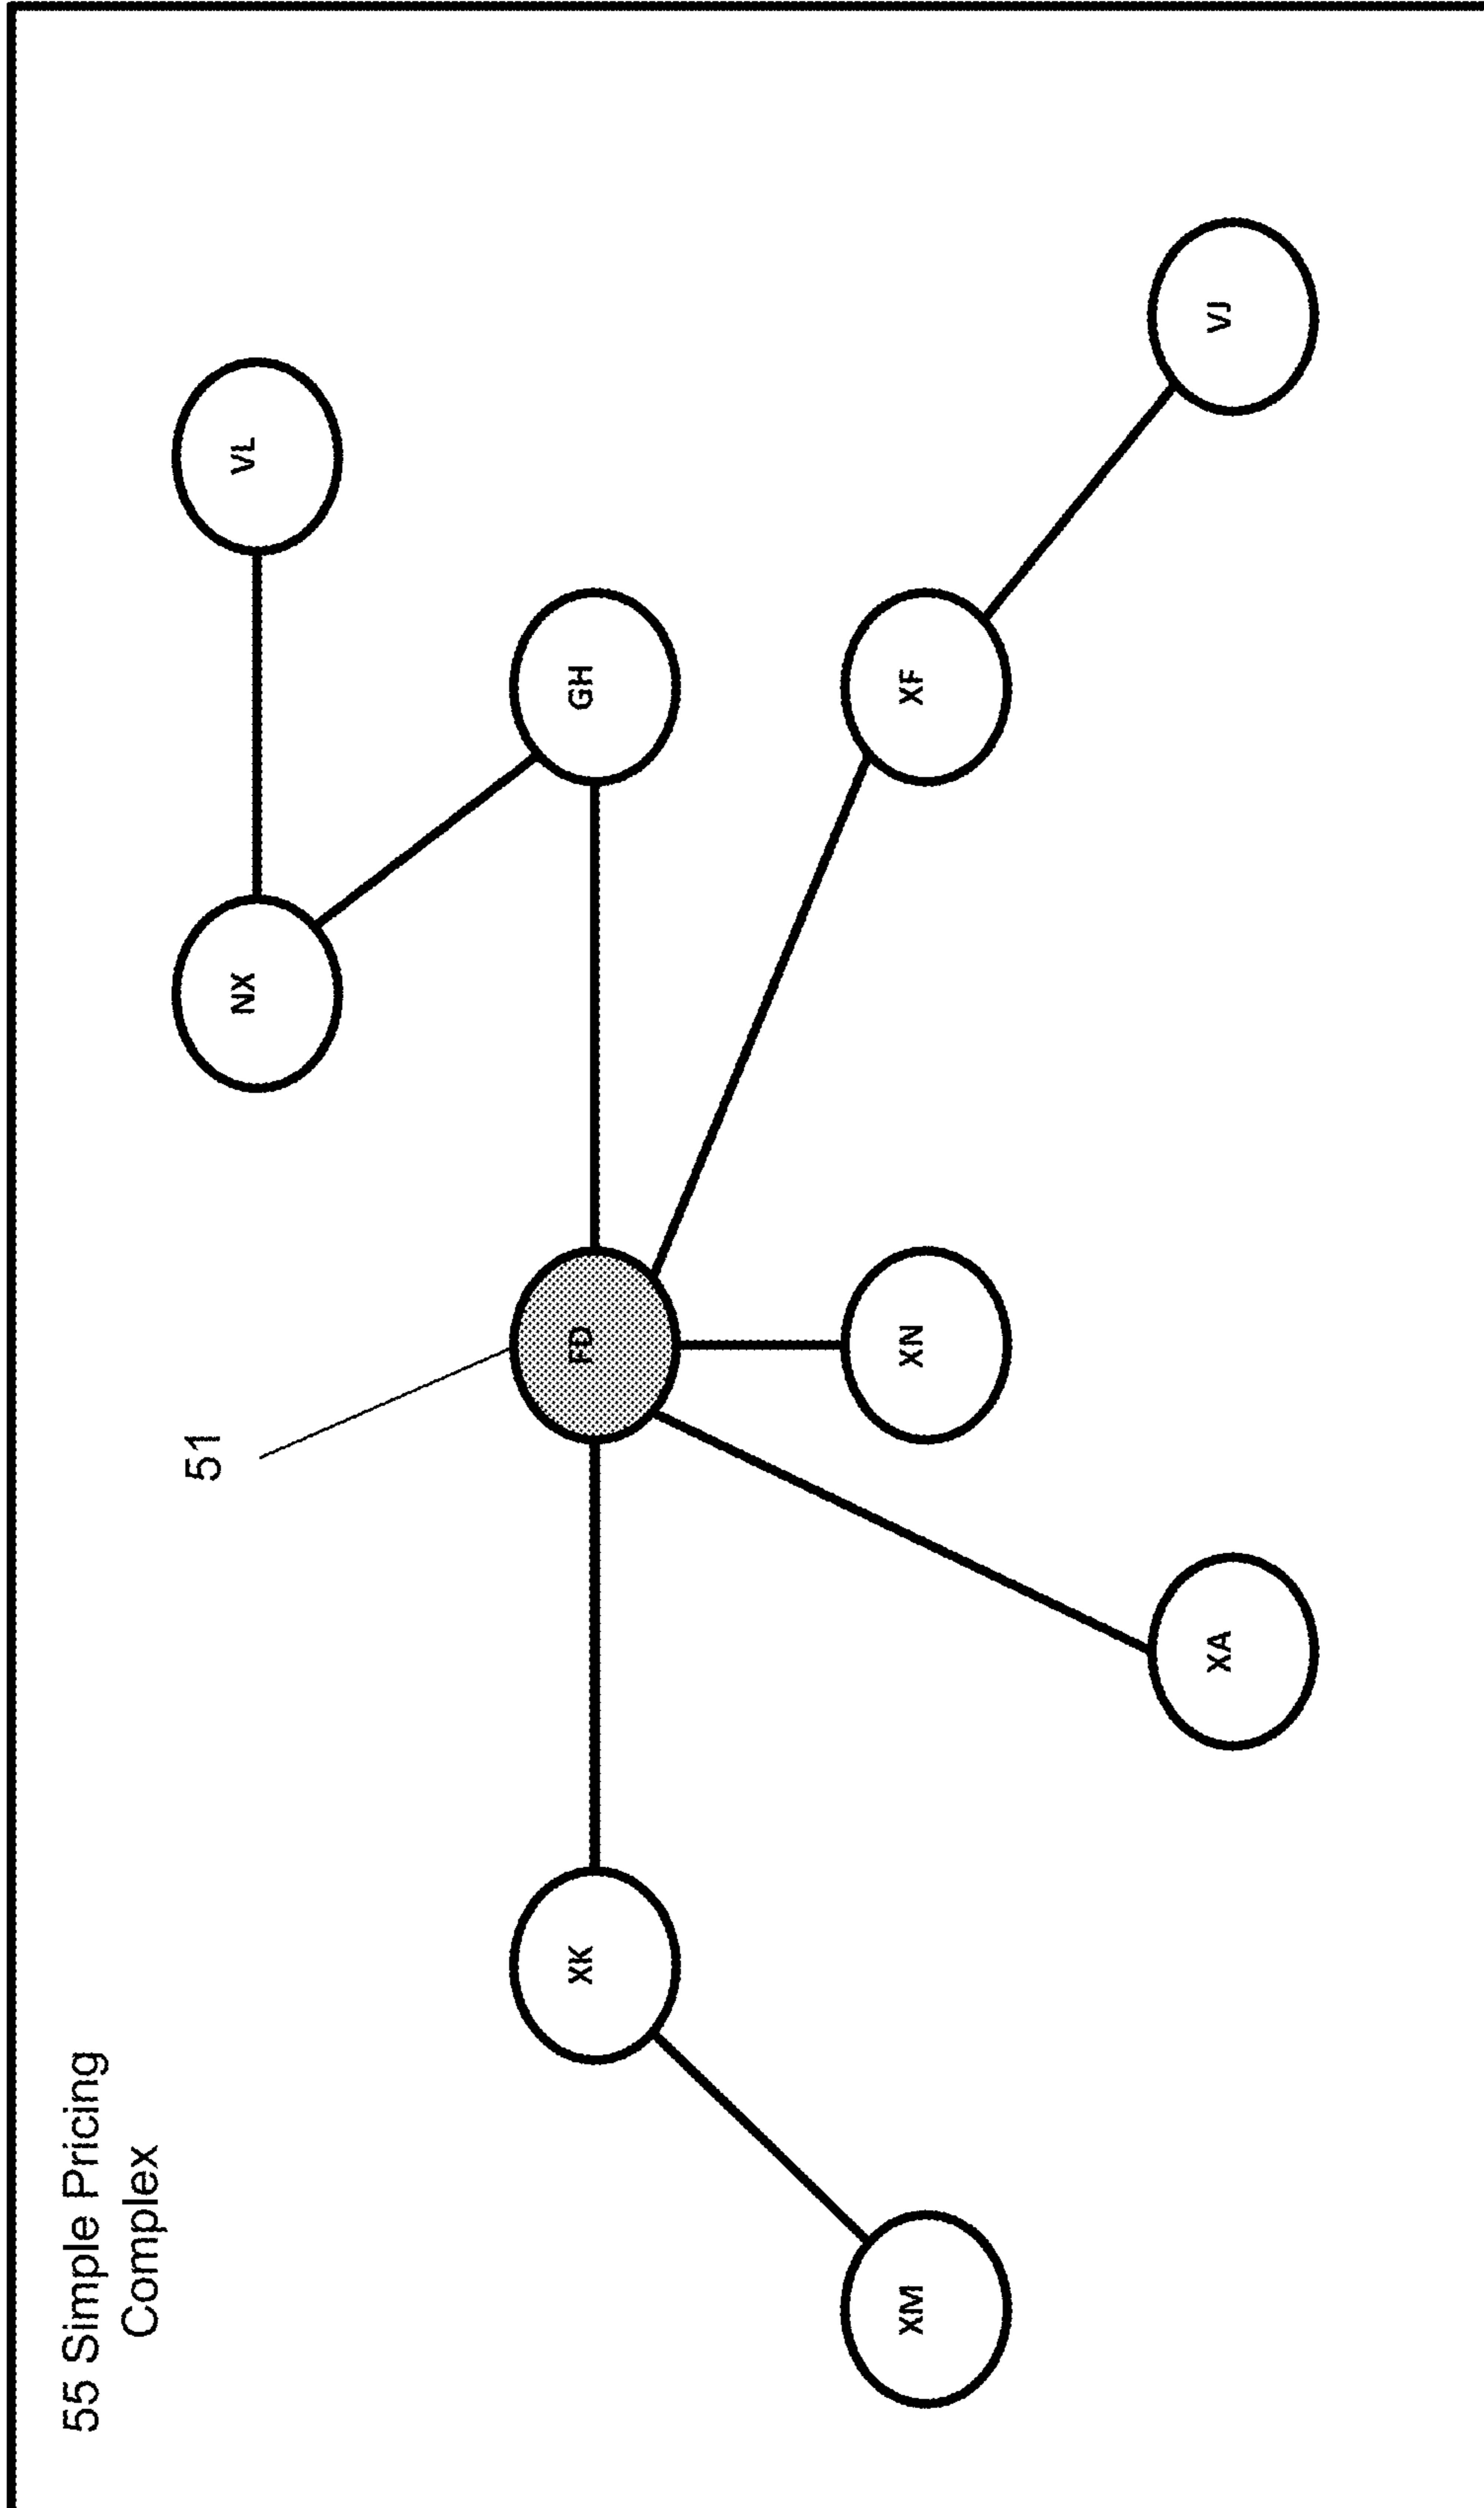 55 Simple Pricing
Complex
51
NX
VL
XK
FD
GH
XM
XN
XF
XA
VJ